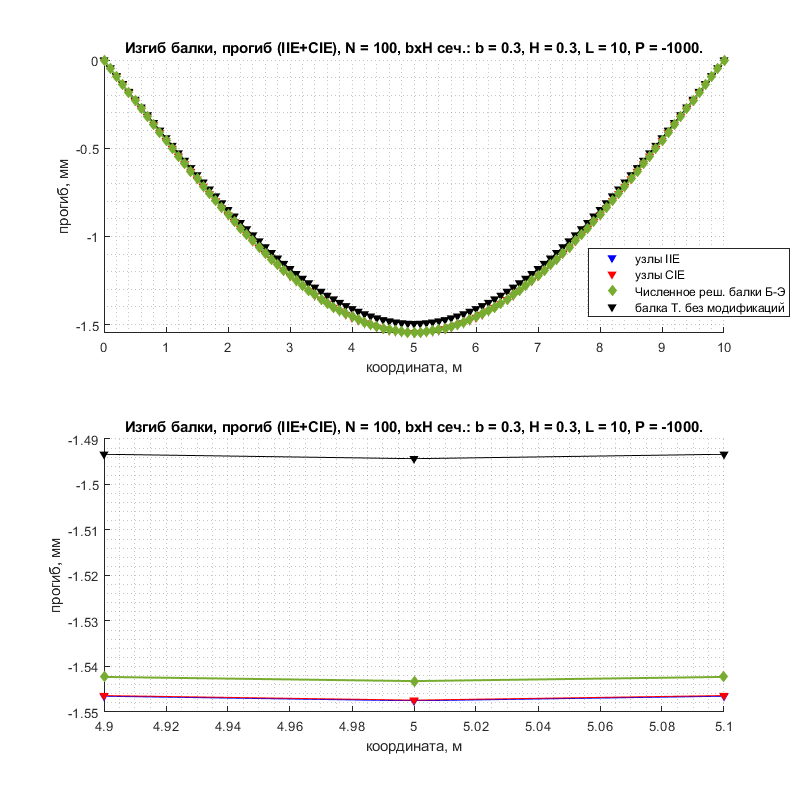 Изгиб балки, прогиб (IIE+CIE), N = 100, bxH сеч.: b = 0.3, H = 0.3, L = 10, P = -1000.
0
-0.5
-1
-1.5
прогиб, мм
0 1 2 3 4 5 6 7 8 9 10
координата, м
узлы IIE
узлы CIE
Численное реш. балки Б-Э
балка Т. без модификаций
Изгиб балки, прогиб (IIE+CIE), N = 100, bxH сеч.: b = 0.3, H = 0.3, L = 10, P = -1000.
-1.49
-1.5
-1.51
-1.52
-1.53
-1.54
-1.55
прогиб, мм
4.9 4.92 4.94 4.96 4.98 5 5.02 5.04 5.06 5.08 5.1
координата, м